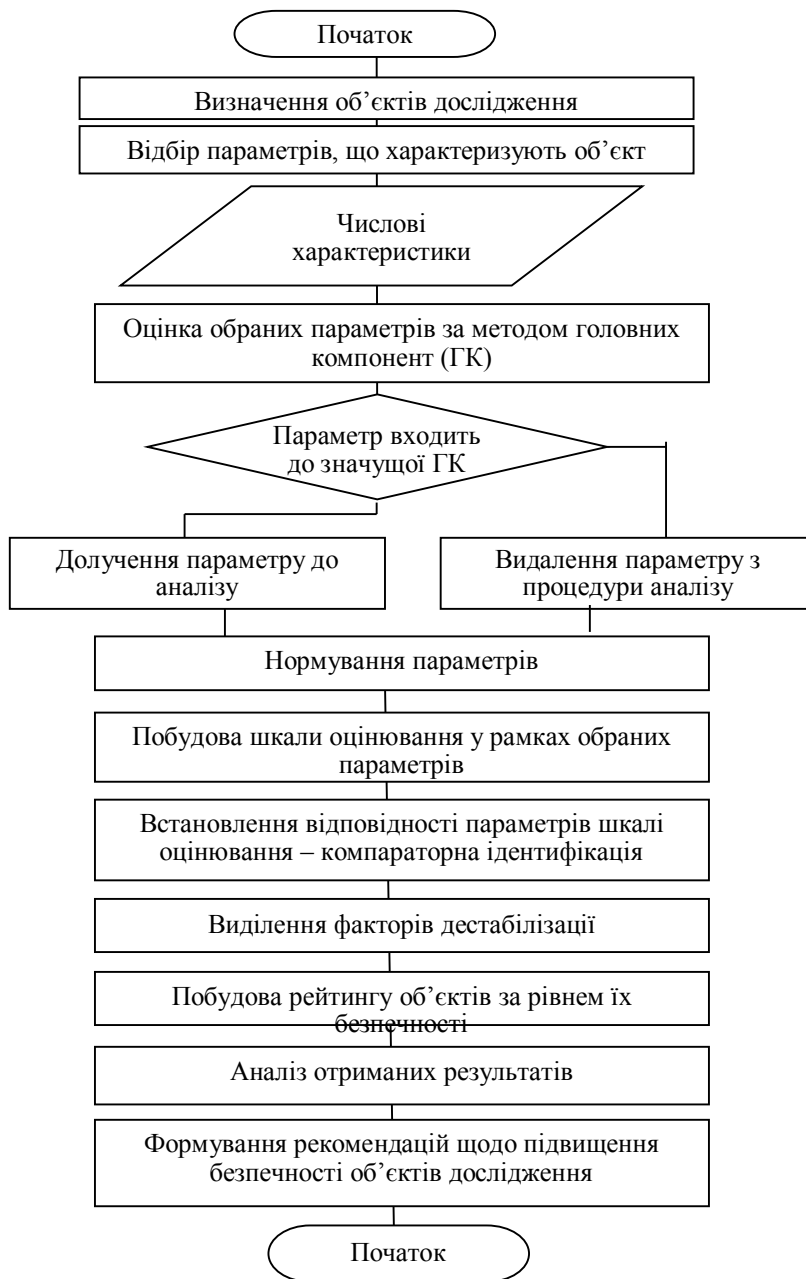 Початок
Визначення об’єктів дослідження
Відбір параметрів, що характеризують об’єкт
Числові
характеристики
Оцінка обраних параметрів за методом головних
компонент (ГК)
Параметр входить
до значущої ГК
Долучення параметру до
аналізу
Видалення параметру з
процедури аналізу
Нормування параметрів
Побудова шкали оцінювання у рамках обраних
параметрів
Встановлення відповідності параметрів шкалі
оцінювання – компараторна ідентифікація
Виділення факторів дестабілізації
Побудова рейтингу об’єктів за рівнем їх
безпечності
Аналіз отриманих результатів
Формування рекомендацій щодо підвищення
безпечності об’єктів дослідження
Початок